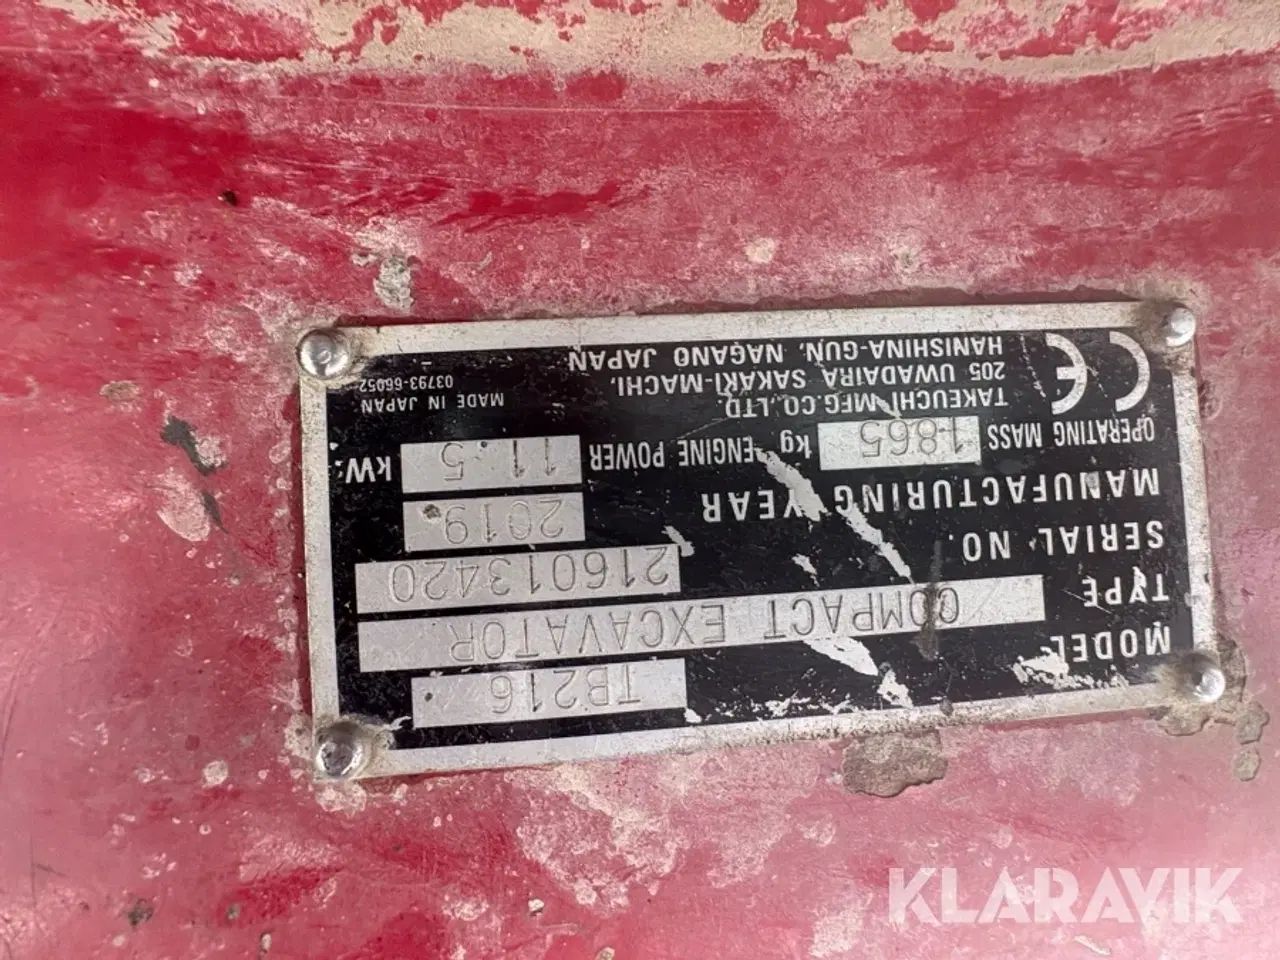 MODEL TB216
TYPE COMPACT EXCAVATOR
SERIAL NO. 216013420
MANUFACTURING YEAR 2019
OPERATING MASS 1865 kg ENGINE POWER 11.5 kW
CE TAKEUCHI MFG.CO.,LTD. MADE IN JAPAN
205 UWADAIRA SAKAKI-MACHI, 03793-66052
HANISHINA-GUN, NAGANO JAPAN
KLARAVIK